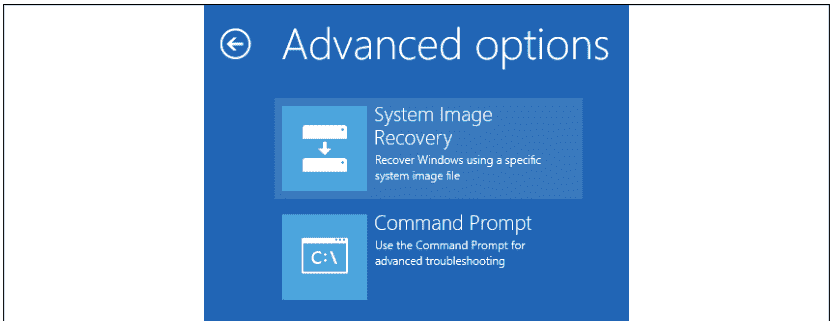 Advanced options
System Image
Recovery
Recover Windows using a specific
system image file
Command Prompt
Use the Command Prompt for
advanced troubleshooting
C:\